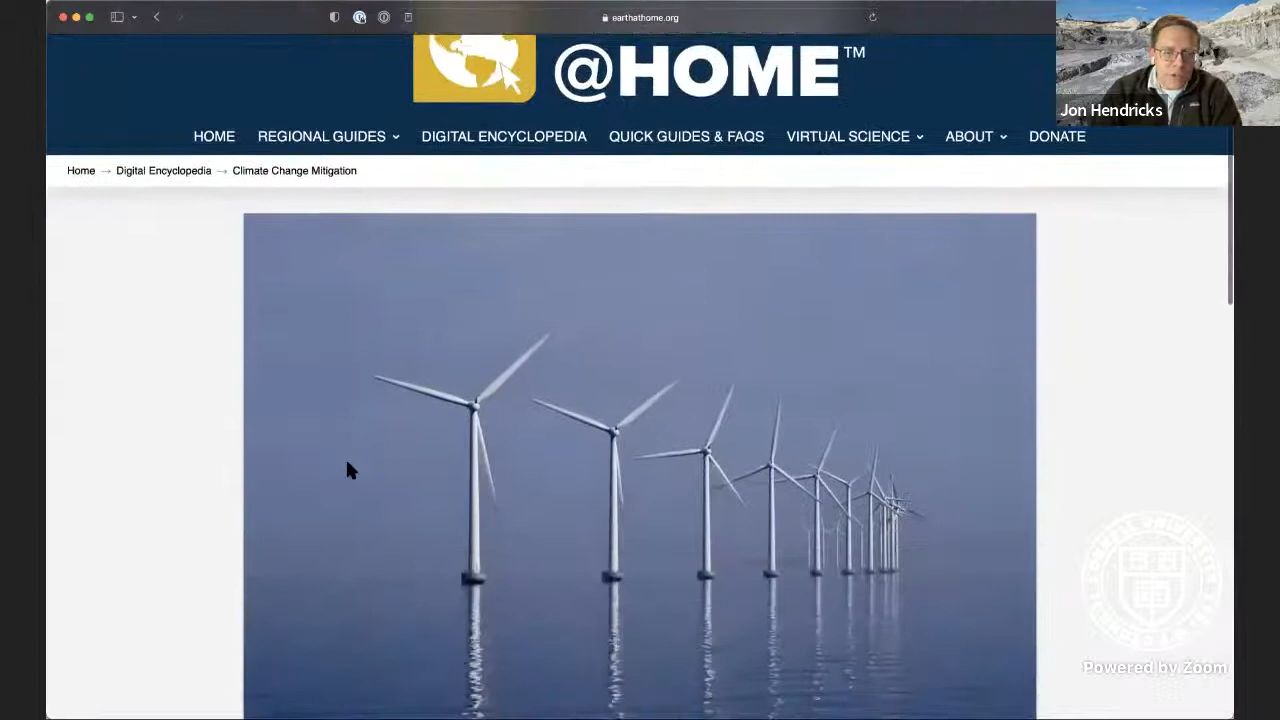 earthathome.org
@HOME™
Jon Hendricks
HOME REGIONAL GUIDES DIGITAL ENCYCLOPEDIA QUICK GUIDES & FAQS VIRTUAL SCIENCE ABOUT DONATE
Home → Digital Encyclopedia → Climate Change Mitigation
Powered by Zoom